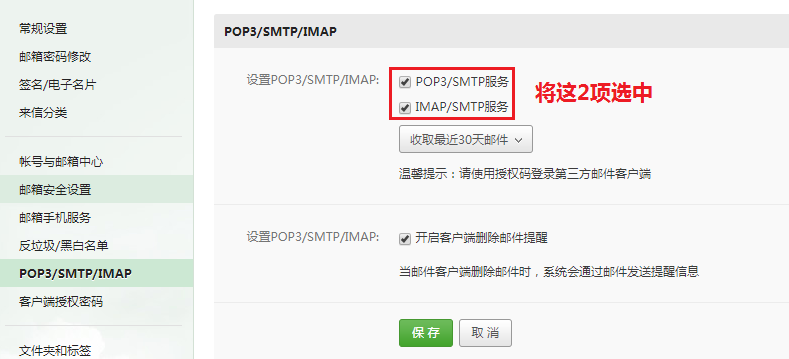 常规设置
邮箱密码修改
签名/电子名片
来信分类
帐号与邮箱中心
邮箱安全设置
邮箱手机服务
反垃圾/黑白名单
POP3/SMTP/IMAP
客户端授权密码
文件夹和标签
POP3/SMTP/IMAP
设置POP3/SMTP/IMAP:
POP3/SMTP服务
IMAP/SMTP服务
将这2项选中
收取最近30天邮件
温馨提示：请使用授权码登录第三方邮件客户端
设置POP3/SMTP/IMAP:
开启客户端删除邮件提醒
当邮件客户端删除邮件时，系统会通过邮件发送提醒信息
保 存
取 消